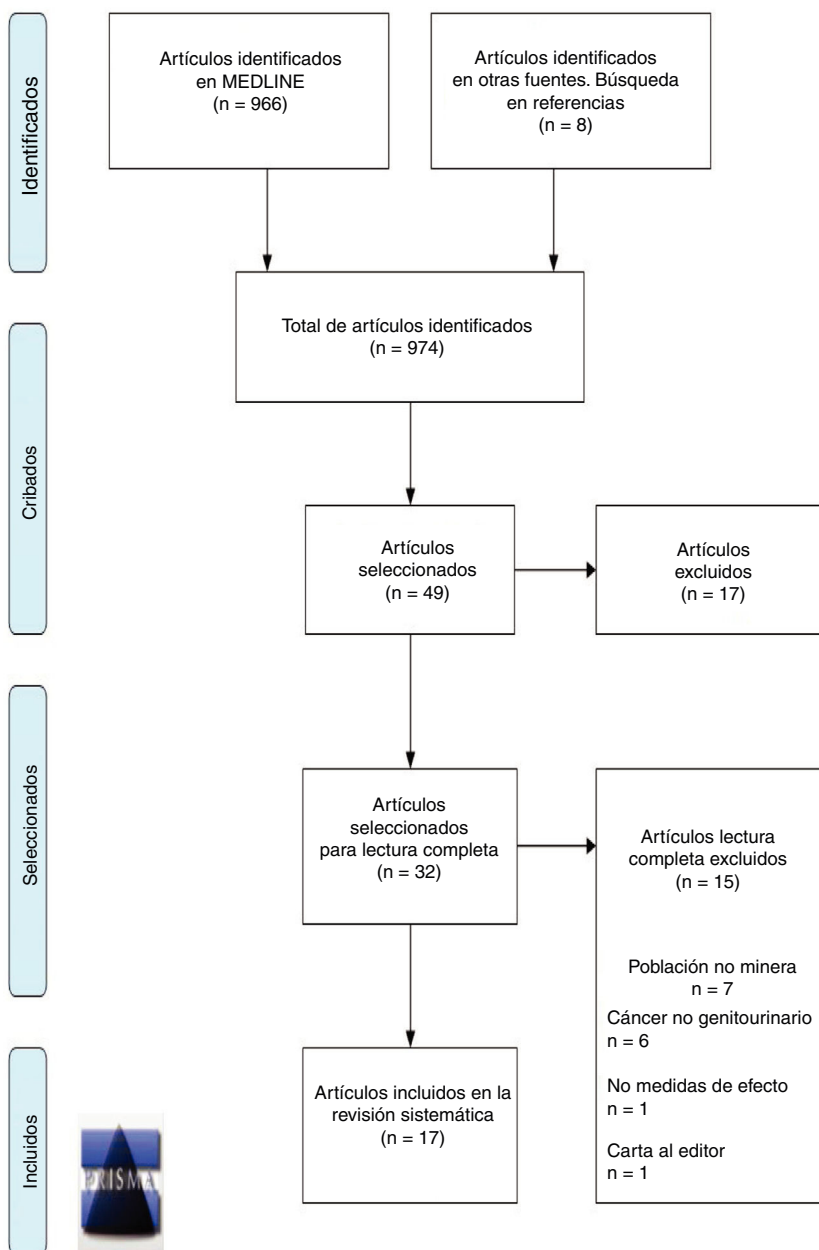 Identificados
Artículos identificados
en MEDLINE
(n = 966)
Artículos identificados
en otras fuentes. Búsqueda
en referencias
(n = 8)
Total de artículos identificados
(n = 974)
Cribados
Artículos
seleccionados
(n = 49)
Artículos
excluidos
(n = 17)
Seleccionados
Artículos
seleccionados
para lectura completa
(n = 32)
Artículos lectura
completa excluidos
(n = 15)
Población no minera
n = 7
Cáncer no genitourinario
n = 6
No medidas de efecto
n = 1
Carta al editor
n = 1
Incluidos
Artículos incluidos en la
revisión sistemática
(n = 17)
PRISMA